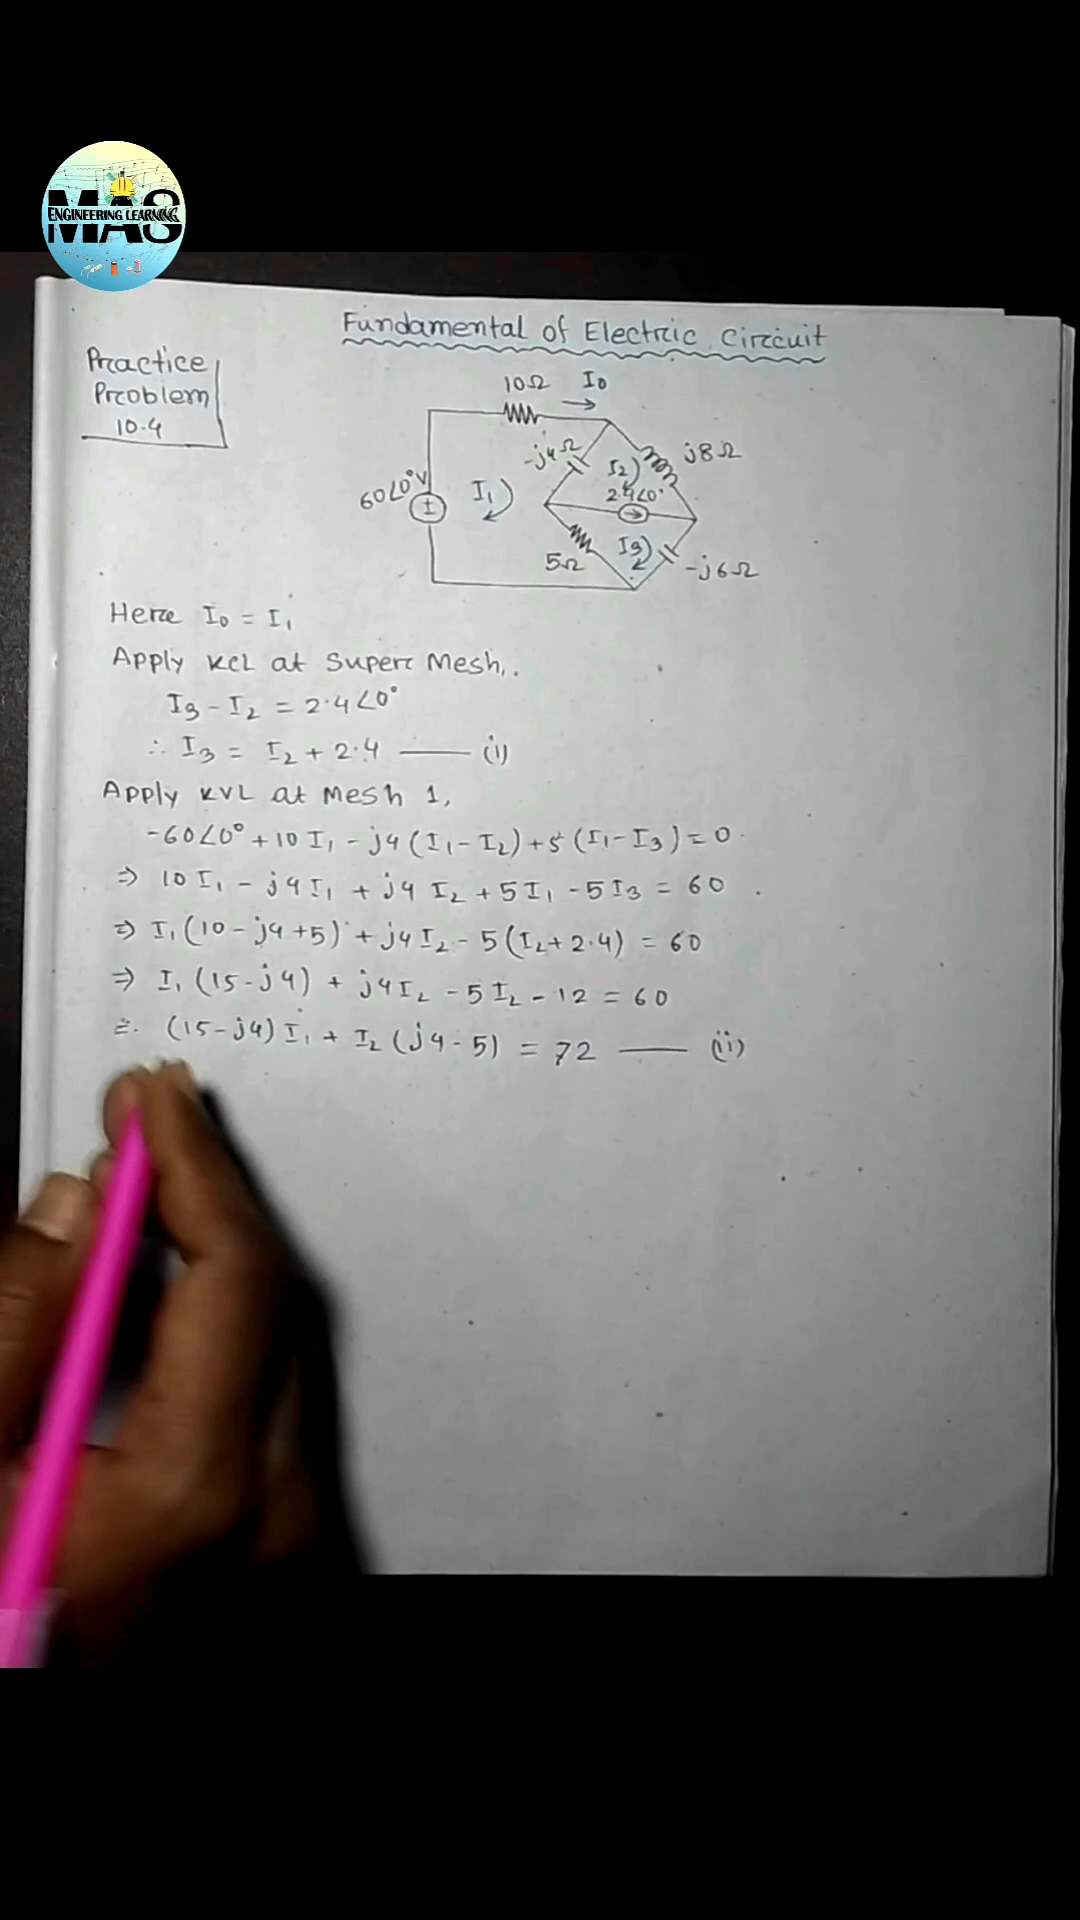 MAS
ENGINEERING LEARNING
Fundamental of Electric Circuit
Practice
Problem
10.4
10Ω I₀
-j4Ω
j8Ω
I₂
2.4∠0°
60∠0°V
I₁
5Ω
I₃
-j6Ω
Here I₀ = I₁
Apply KCL at Super Mesh,.
I₃ - I₂ = 2.4∠0°
∴ I₃ = I₂ + 2.4 —— (i)
Apply KVL at Mesh 1,
-60∠0° + 10 I₁ - j4 (I₁ - I₂) + 5 (I₁ - I₃) = 0
⇒ 10 I₁ - j4 I₁ + j4 I₂ + 5 I₁ - 5 I₃ = 60
⇒ I₁ (10 - j4 + 5) + j4 I₂ - 5 (I₂ + 2.4) = 60
⇒ I₁ (15 - j4) + j4 I₂ - 5 I₂ - 12 = 60
∴ (15 - j4) I₁ + I₂ (j4 - 5) = 72 —— (ii)